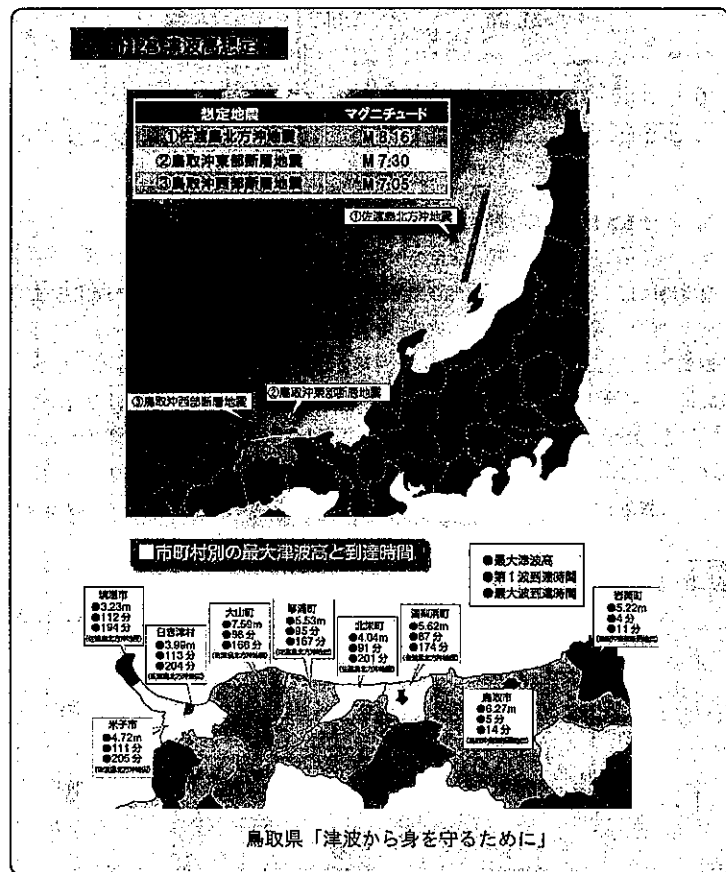 H23 津波高想定
想定地震 マグニチュード
①佐渡島北方沖地震 M 8.16
②鳥取沖東部断層地震 M 7.30
③鳥取沖西部断層地震 M 7.05
①佐渡島北方沖地震
②鳥取沖東部断層地震
③鳥取沖西部断層地震
■市町村別の最大津波高と到達時間
●最大津波高
●第1波到達時間
●最大波到達時間
境港市
●3.23m
●112分
●194分
日吉津村
●3.99m
●113分
●204分
大山町
●7.59m
●96分
琴浦町
●5.53m
●95分
●167分
北栄町
●4.04m
●91分
●201分
湯梨浜町
●5.62m
●87分
●174分
岩美町
●5.22m
●4分
●11分
鳥取市
●6.27m
●5分
●14分
米子市
●4.72m
●111分
●205分
鳥取県「津波から身を守るために」